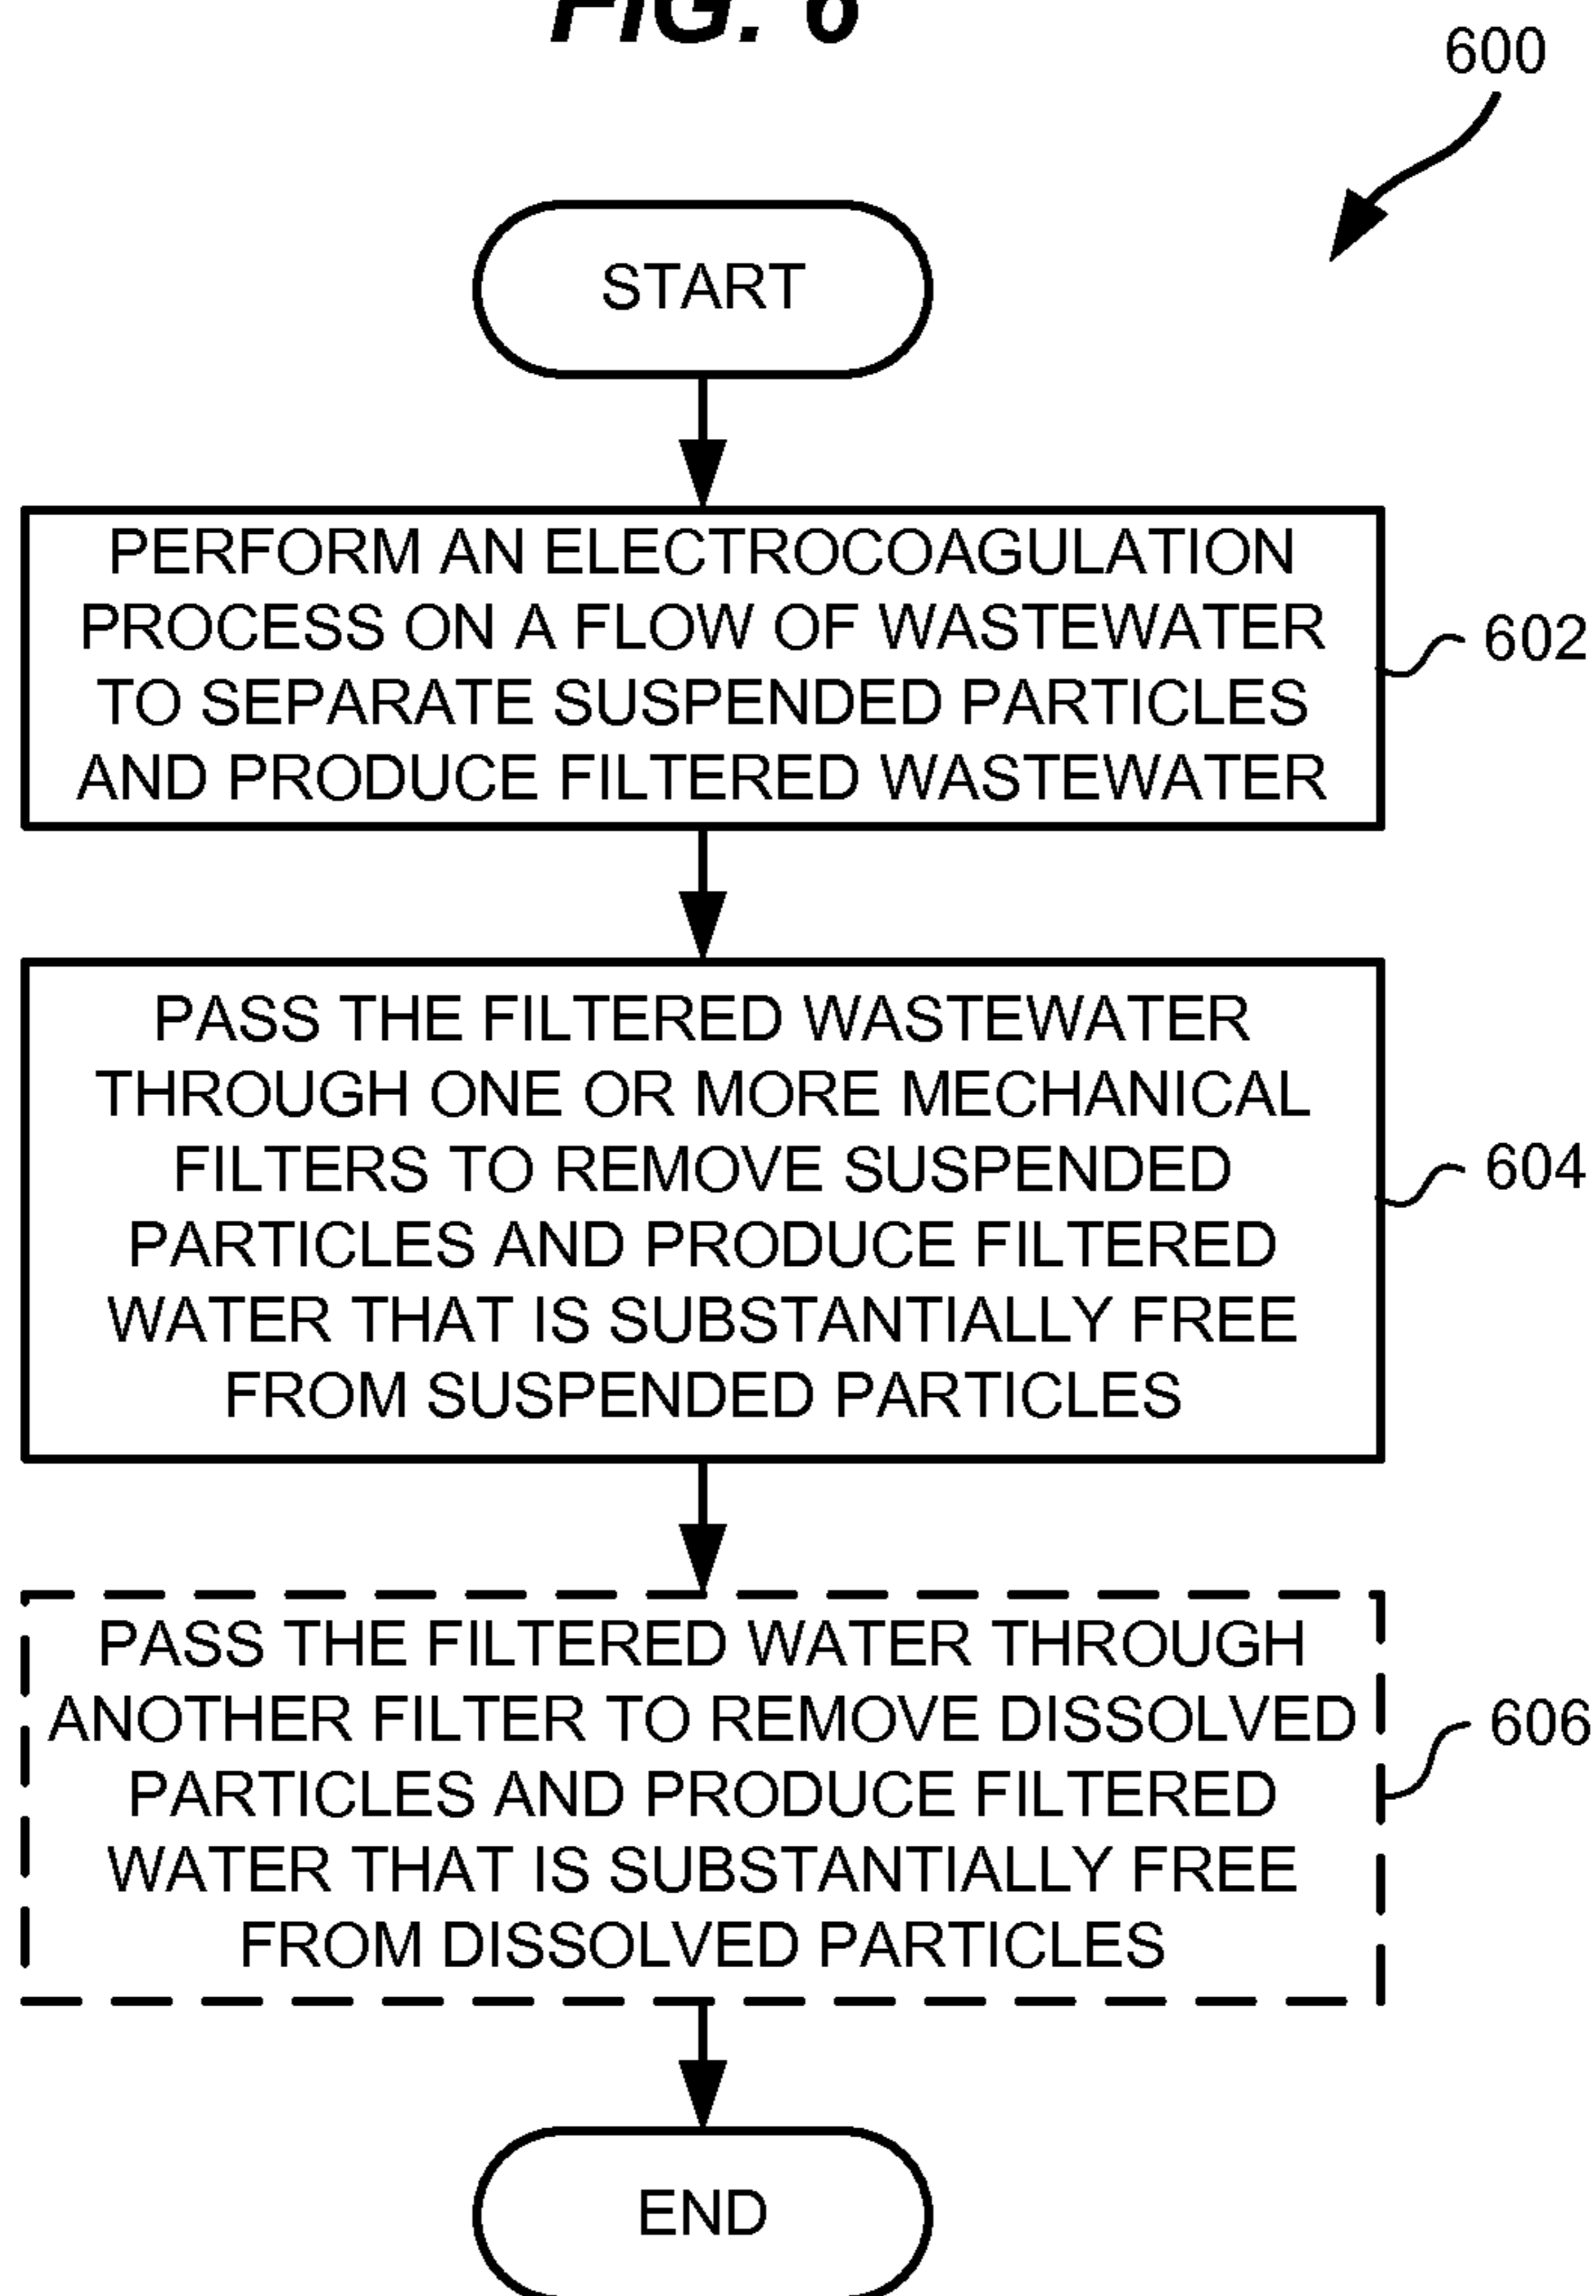 FIG. 6
600
START
PERFORM AN ELECTROCOAGULATION
PROCESS ON A FLOW OF WASTEWATER
TO SEPARATE SUSPENDED PARTICLES
AND PRODUCE FILTERED WASTEWATER
602
PASS THE FILTERED WASTEWATER
THROUGH ONE OR MORE MECHANICAL
FILTERS TO REMOVE SUSPENDED
PARTICLES AND PRODUCE FILTERED
WATER THAT IS SUBSTANTIALLY FREE
FROM SUSPENDED PARTICLES
604
PASS THE FILTERED WATER THROUGH
ANOTHER FILTER TO REMOVE DISSOLVED
PARTICLES AND PRODUCE FILTERED
WATER THAT IS SUBSTANTIALLY FREE
FROM DISSOLVED PARTICLES
606
END